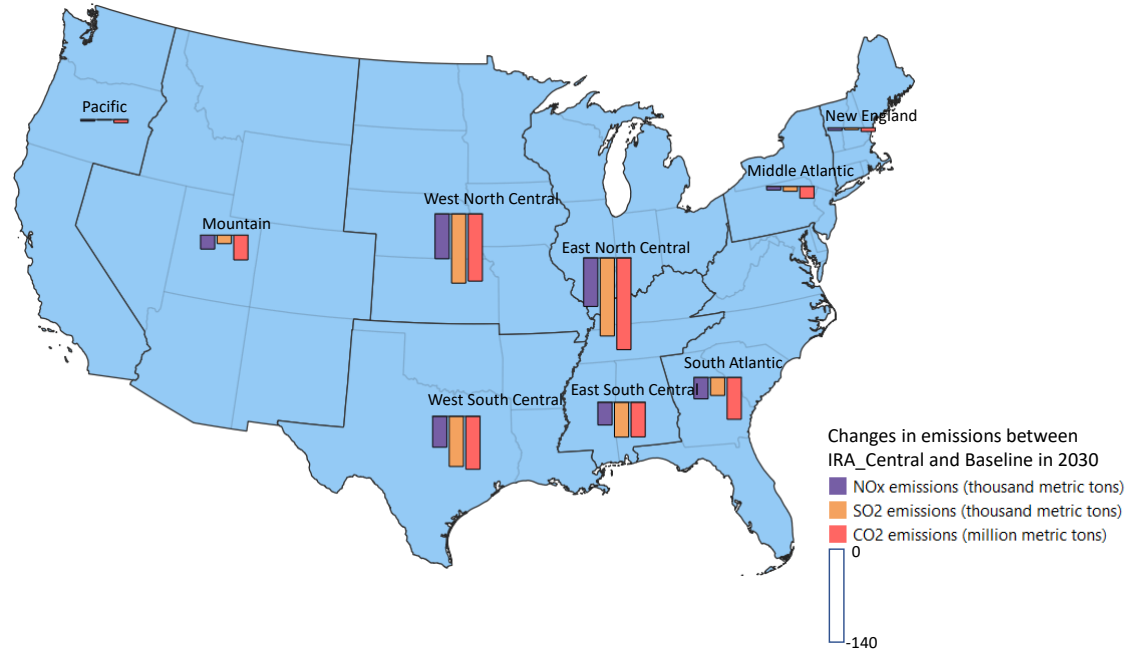 Pacific
New England
Middle Atlantic
West North Central
Mountain
East North Central
South Atlantic
East South Central
West South Central
Changes in emissions between
IRA_Central and Baseline in 2030
NOx emissions (thousand metric tons)
SO2 emissions (thousand metric tons)
CO2 emissions (million metric tons)
0
-140